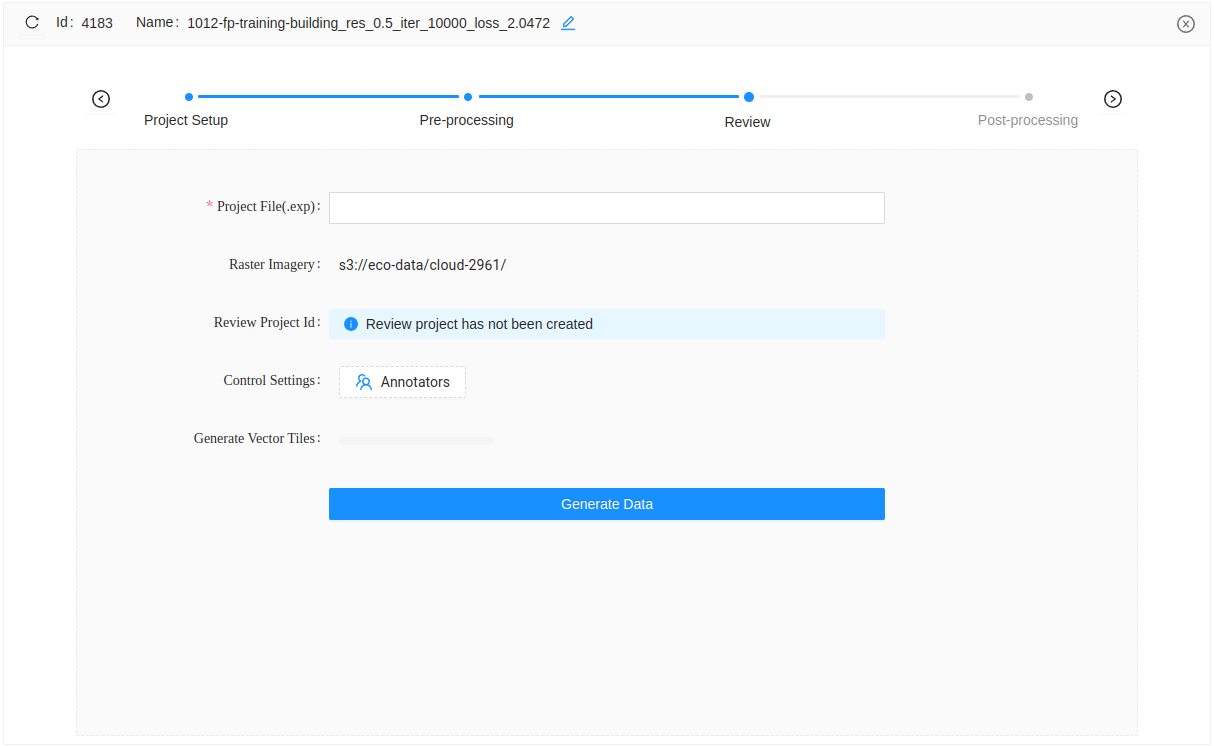 Id: 4183 Name: 1012-fp-training-building_res_0.5_iter_10000_loss_2.0472
Project Setup Pre-processing Review Post-processing
* Project File(.exp):
Raster Imagery: s3://eco-data/cloud-2961/
Review Project Id: Review project has not been created
Control Settings: Annotators
Generate Vector Tiles:
Generate Data